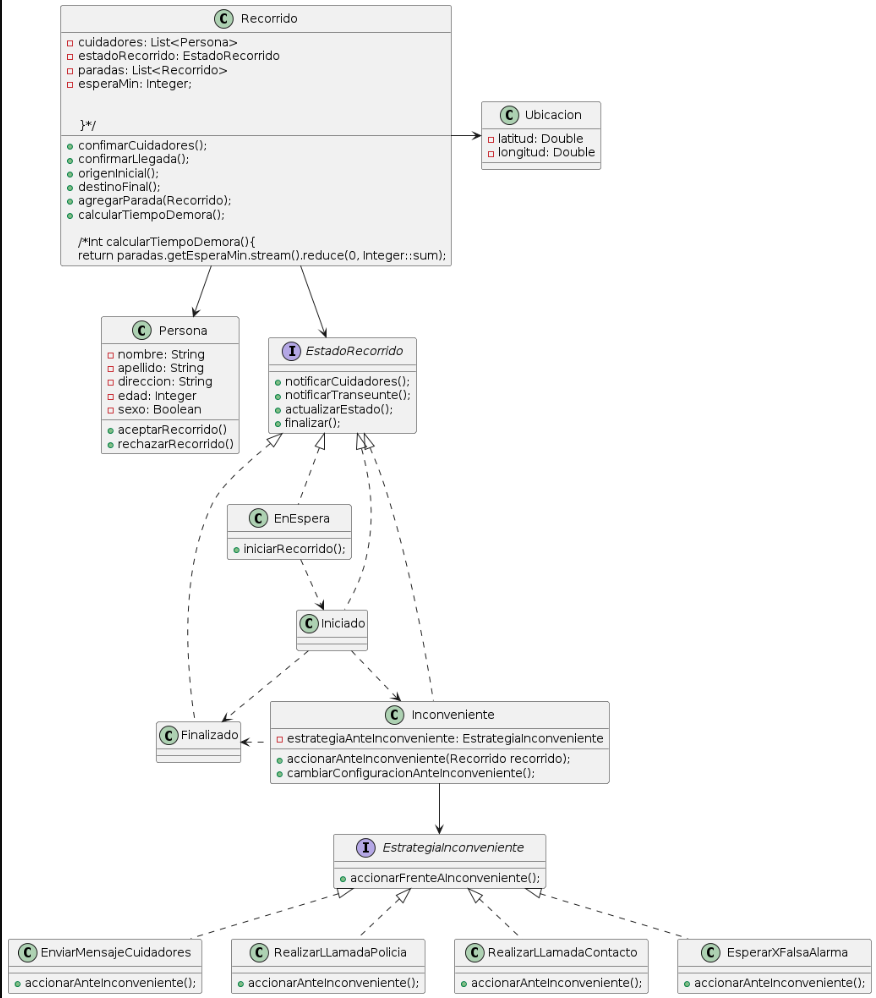 C Recorrido
cuidadores: List<Persona>
estadoRecorrido: EstadoRecorrido
paradas: List<Recorrido>
esperaMin: Integer;
}*/
confimarCuidadores();
confirmarLlegada();
origenInicial();
destinoFinal();
agregarParada(Recorrido);
calcularTiempoDemora();
/*Int calcularTiempoDemora(){
return paradas.getEsperaMin.stream().reduce(0, Integer::sum);
C Ubicacion
latitud: Double
longitud: Double
C Persona
nombre: String
apellido: String
direccion: String
edad: Integer
sexo: Boolean
aceptarRecorrido()
rechazarRecorrido()
I EstadoRecorrido
notificarCuidadores();
notificarTranseunte();
actualizarEstado();
finalizar();
C EnEspera
iniciarRecorrido();
C Iniciado
C Finalizado
C Inconveniente
estrategiaAnteInconveniente: EstrategiaInconveniente
accionarAnteInconveniente(Recorrido recorrido);
cambiarConfiguracionAnteInconveniente();
I EstrategiaInconveniente
accionarFrenteAInconveniente();
C EnviarMensajeCuidadores
accionarAnteInconveniente();
C RealizarLLamadaPolicia
accionarAnteInconveniente();
C RealizarLLamadaContacto
accionarAnteInconveniente();
C EsperarXFalsaAlarma
accionarAnteInconveniente();